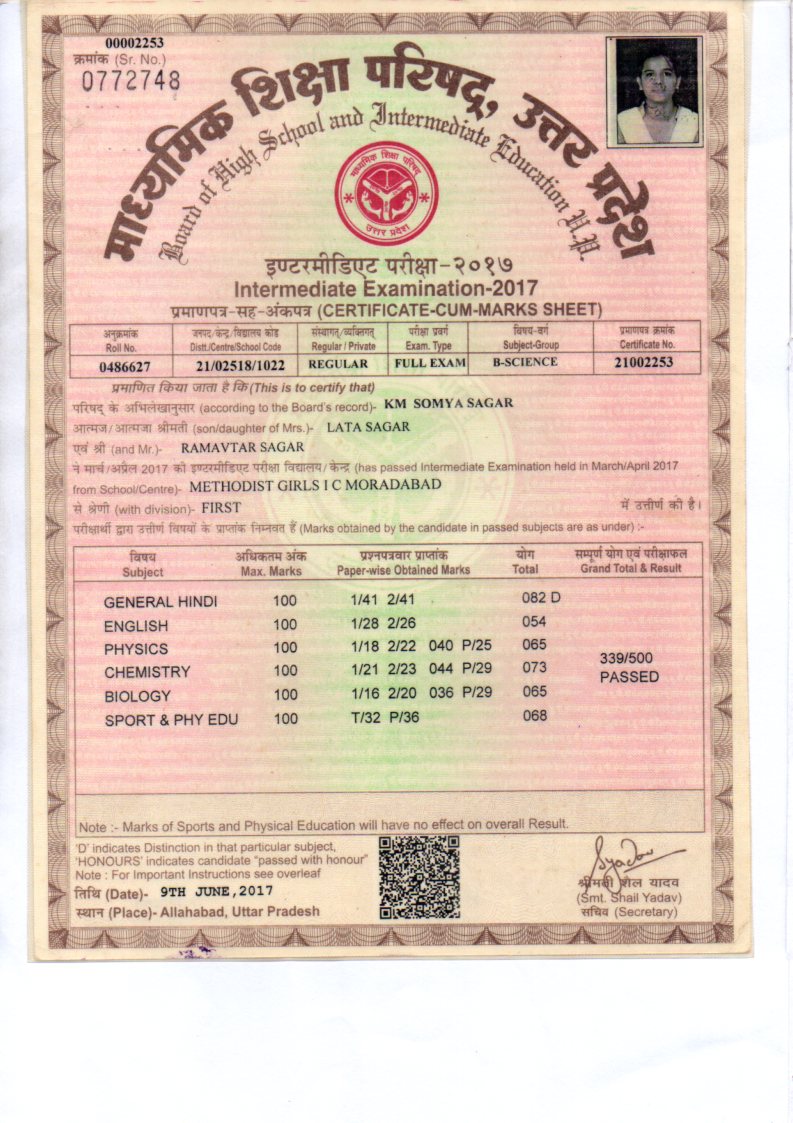 00002253
क्रमांक (Sr. No.)
0772748
माध्यमिक शिक्षा परिषद्, उत्तर प्रदेश
Board of High School and Intermediate Education U.P.
माध्यमिक शिक्षा परिषद
उत्तर प्रदेश
इण्टरमीडिएट परीक्षा-२०१७
Intermediate Examination-2017
प्रमाणपत्र-सह-अंकपत्र (CERTIFICATE-CUM-MARKS SHEET)
अनुक्रमांक जनपद/केन्द्र/विद्यालय कोड संस्थागत/व्यक्तिगत परीक्षा प्रवर्ग विषय-वर्ग प्रमाणपत्र क्रमांक
Roll No. Distt./Centre/School Code Regular / Private Exam. Type Subject-Group Certificate No.
0486627 21/02518/1022 REGULAR FULL EXAM B-SCIENCE 21002253
प्रमाणित किया जाता है कि (This is to certify that)
परिषद् के अभिलेखानुसार (according to the Board's record)- KM SOMYA SAGAR
आत्मज/आत्मजा श्रीमती (son/daughter of Mrs.)- LATA SAGAR
एवं श्री (and Mr.)- RAMAVTAR SAGAR
ने मार्च/अप्रैल 2017 की इण्टरमीडिएट परीक्षा विद्यालय/केन्द्र (has passed Intermediate Examination held in March/April 2017
from School/Centre)- METHODIST GIRLS I C MORADABAD
से श्रेणी (with division)- FIRST में उत्तीर्ण की है।
परीक्षार्थी द्वारा उत्तीर्ण विषयों के प्राप्तांक निम्नवत हैं (Marks obtained by the candidate in passed subjects are as under) :-
विषय अधिकतम अंक प्रश्नपत्रवार प्राप्तांक योग सम्पूर्ण योग एवं परीक्षाफल
Subject Max. Marks Paper-wise Obtained Marks Total Grand Total & Result
GENERAL HINDI 100 1/41 2/41 082 D
ENGLISH 100 1/28 2/26 054
PHYSICS 100 1/18 2/22 040 P/25 065
339/500
CHEMISTRY 100 1/21 2/23 044 P/29 073
PASSED
BIOLOGY 100 1/16 2/20 036 P/29 065
SPORT & PHY EDU 100 T/32 P/36 068
Note :- Marks of Sports and Physical Education will have no effect on overall Result.
'D' indicates Distinction in that particular subject,
'HONOURS' indicates candidate "passed with honour"
Note : For Important Instructions see overleaf
तिथि (Date)- 9TH JUNE,2017
स्थान (Place)- Allahabad, Uttar Pradesh
Syadav
श्रीमती शैल यादव
(Smt. Shail Yadav)
सचिव (Secretary)